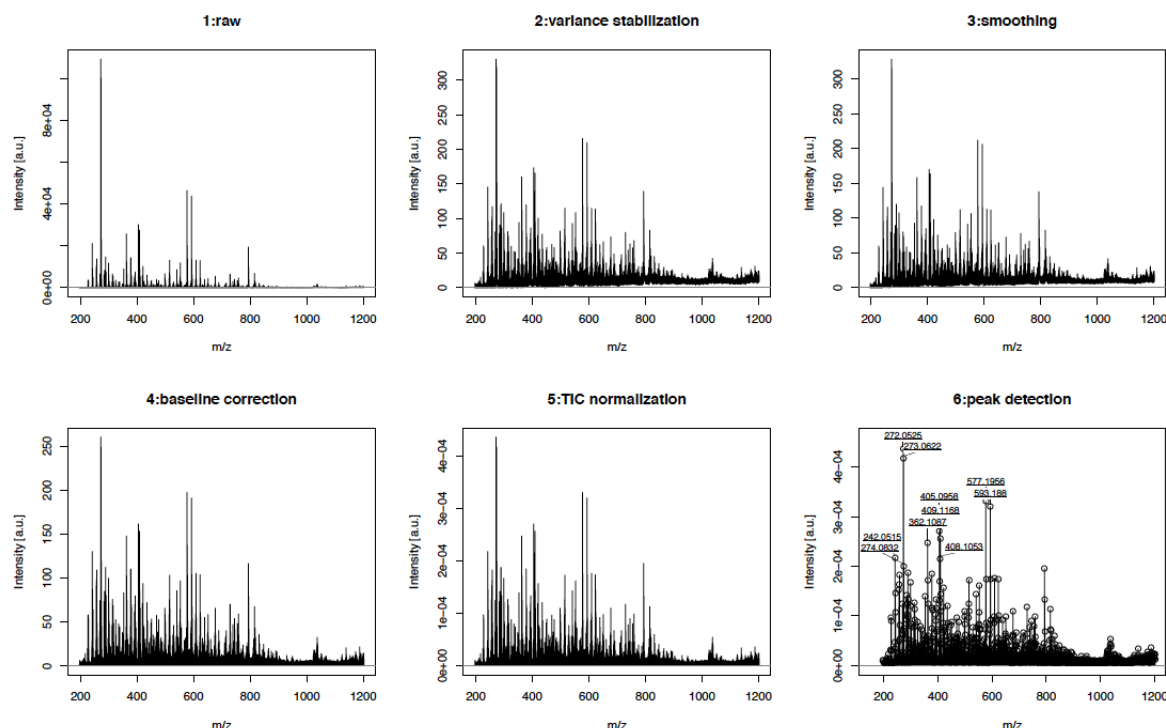 1:raw
2:variance stabilization
3:smoothing
Intensity [a.u.]
0e+00
4e+04
8e+04
200
400
600
800
1000
1200
m/z
Intensity [a.u.]
0
50
100
150
200
250
300
200
400
600
800
1000
1200
m/z
Intensity [a.u.]
0
50
100
150
200
250
300
200
400
600
800
1000
1200
m/z
4:baseline correction
5:TIC normalization
6:peak detection
Intensity [a.u.]
0
50
100
150
200
250
200
400
600
800
1000
1200
m/z
Intensity [a.u.]
0e+00
1e-04
2e-04
3e-04
4e-04
200
400
600
800
1000
1200
m/z
Intensity [a.u.]
0e+00
1e-04
2e-04
3e-04
4e-04
272.0525
273.0622
577.1956
593.188
405.0958
409.1168
362.1087
242.0515
274.0832
408.1053
200
400
600
800
1000
1200
m/z